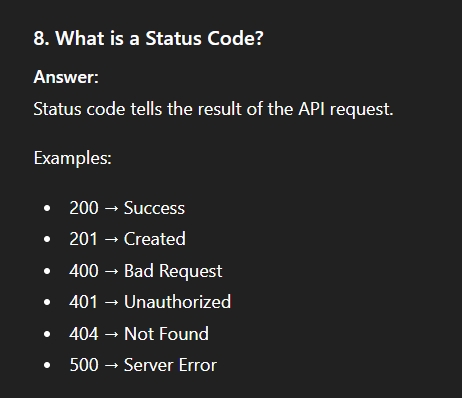 8. What is a Status Code?
Answer:
Status code tells the result of the API request.
Examples:
• 200 → Success
• 201 → Created
• 400 → Bad Request
• 401 → Unauthorized
• 404 → Not Found
• 500 → Server Error